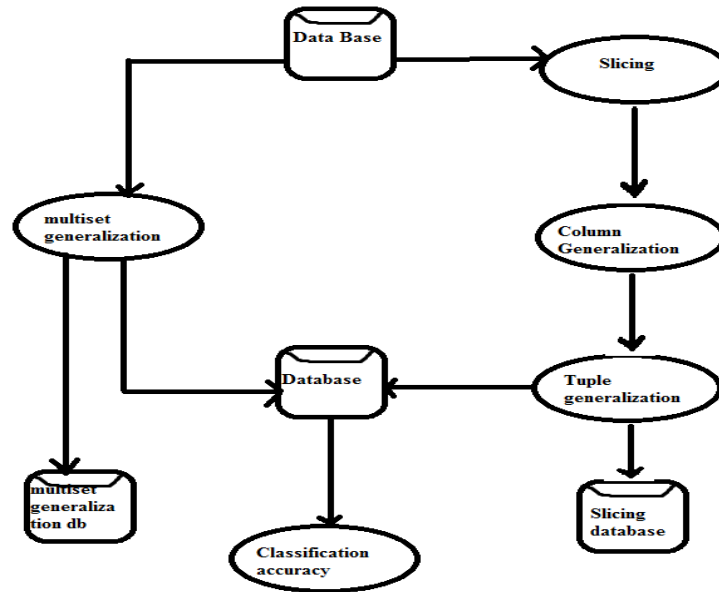 Data Base
Slicing
multiset
generalization
Column
Generalization
Database
Tuple
generalization
multiset
generaliza
tion db
Slicing
database
Classification
accuracy